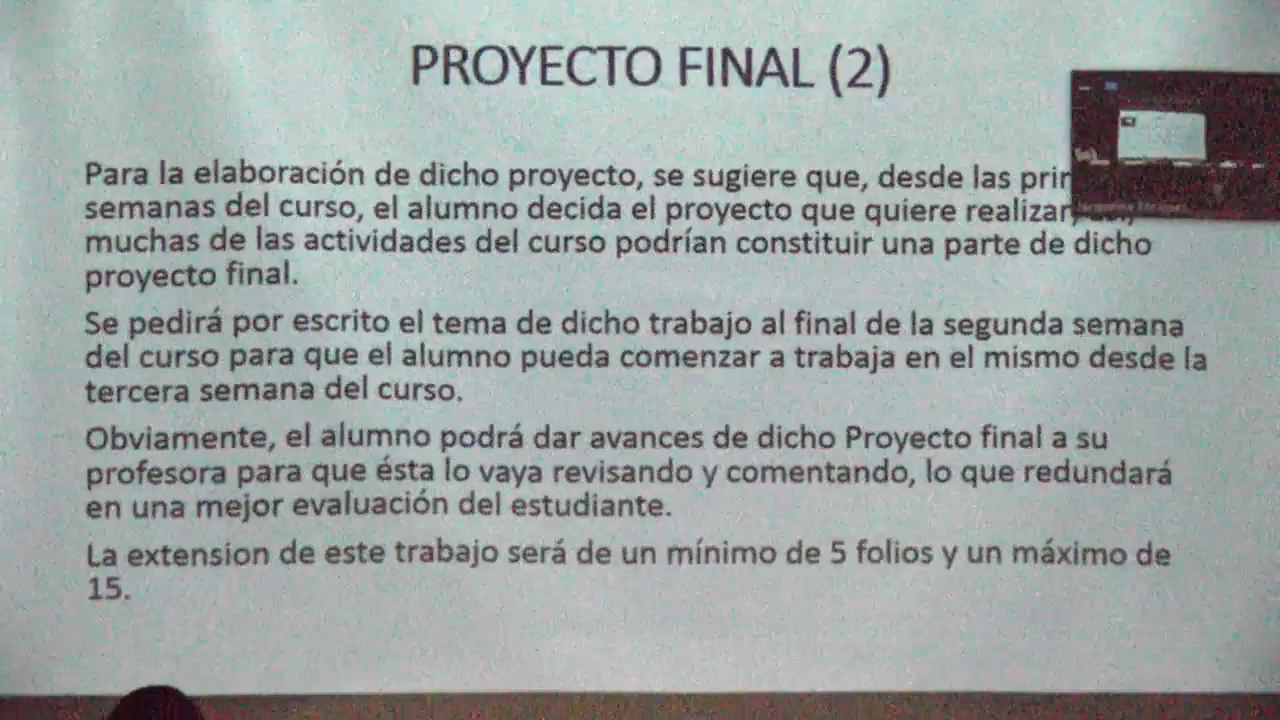 PROYECTO FINAL (2)
Para la elaboración de dicho proyecto, se sugiere que, desde las
semanas del curso, el alumno decida el proyecto que quiere realizar
muchas de las actividades del curso podrían constituir una parte de dicho
proyecto final.
Se pedirá por escrito el tema de dicho trabajo al final de la segunda semana
del curso para que el alumno pueda comenzar a trabaja en el mismo desde la
tercera semana del curso.
Obviamente, el alumno podrá dar avances de dicho Proyecto final a su
profesora para que ésta lo vaya revisando y comentando, lo que redundará
en una mejor evaluación del estudiante.
La extension de este trabajo será de un mínimo de 5 folios y un máximo de
15.